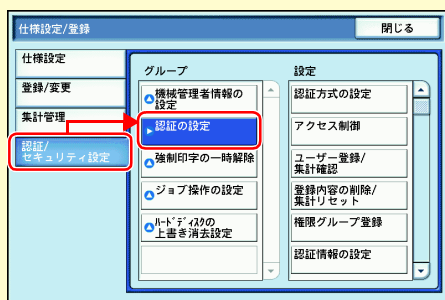 仕様設定/登録
閉じる
仕様設定
登録/変更
集計管理
認証/
セキュリティ設定
グループ
機械管理者情報の
設定
認証の設定
強制印字の一時解除
ジョブ操作の設定
ﾊｰﾄﾞﾃﾞｨｽｸの
上書き消去設定
設定
認証方式の設定
アクセス制御
ユーザー登録/
集計確認
登録内容の削除/
集計リセット
権限グループ登録
認証情報の設定